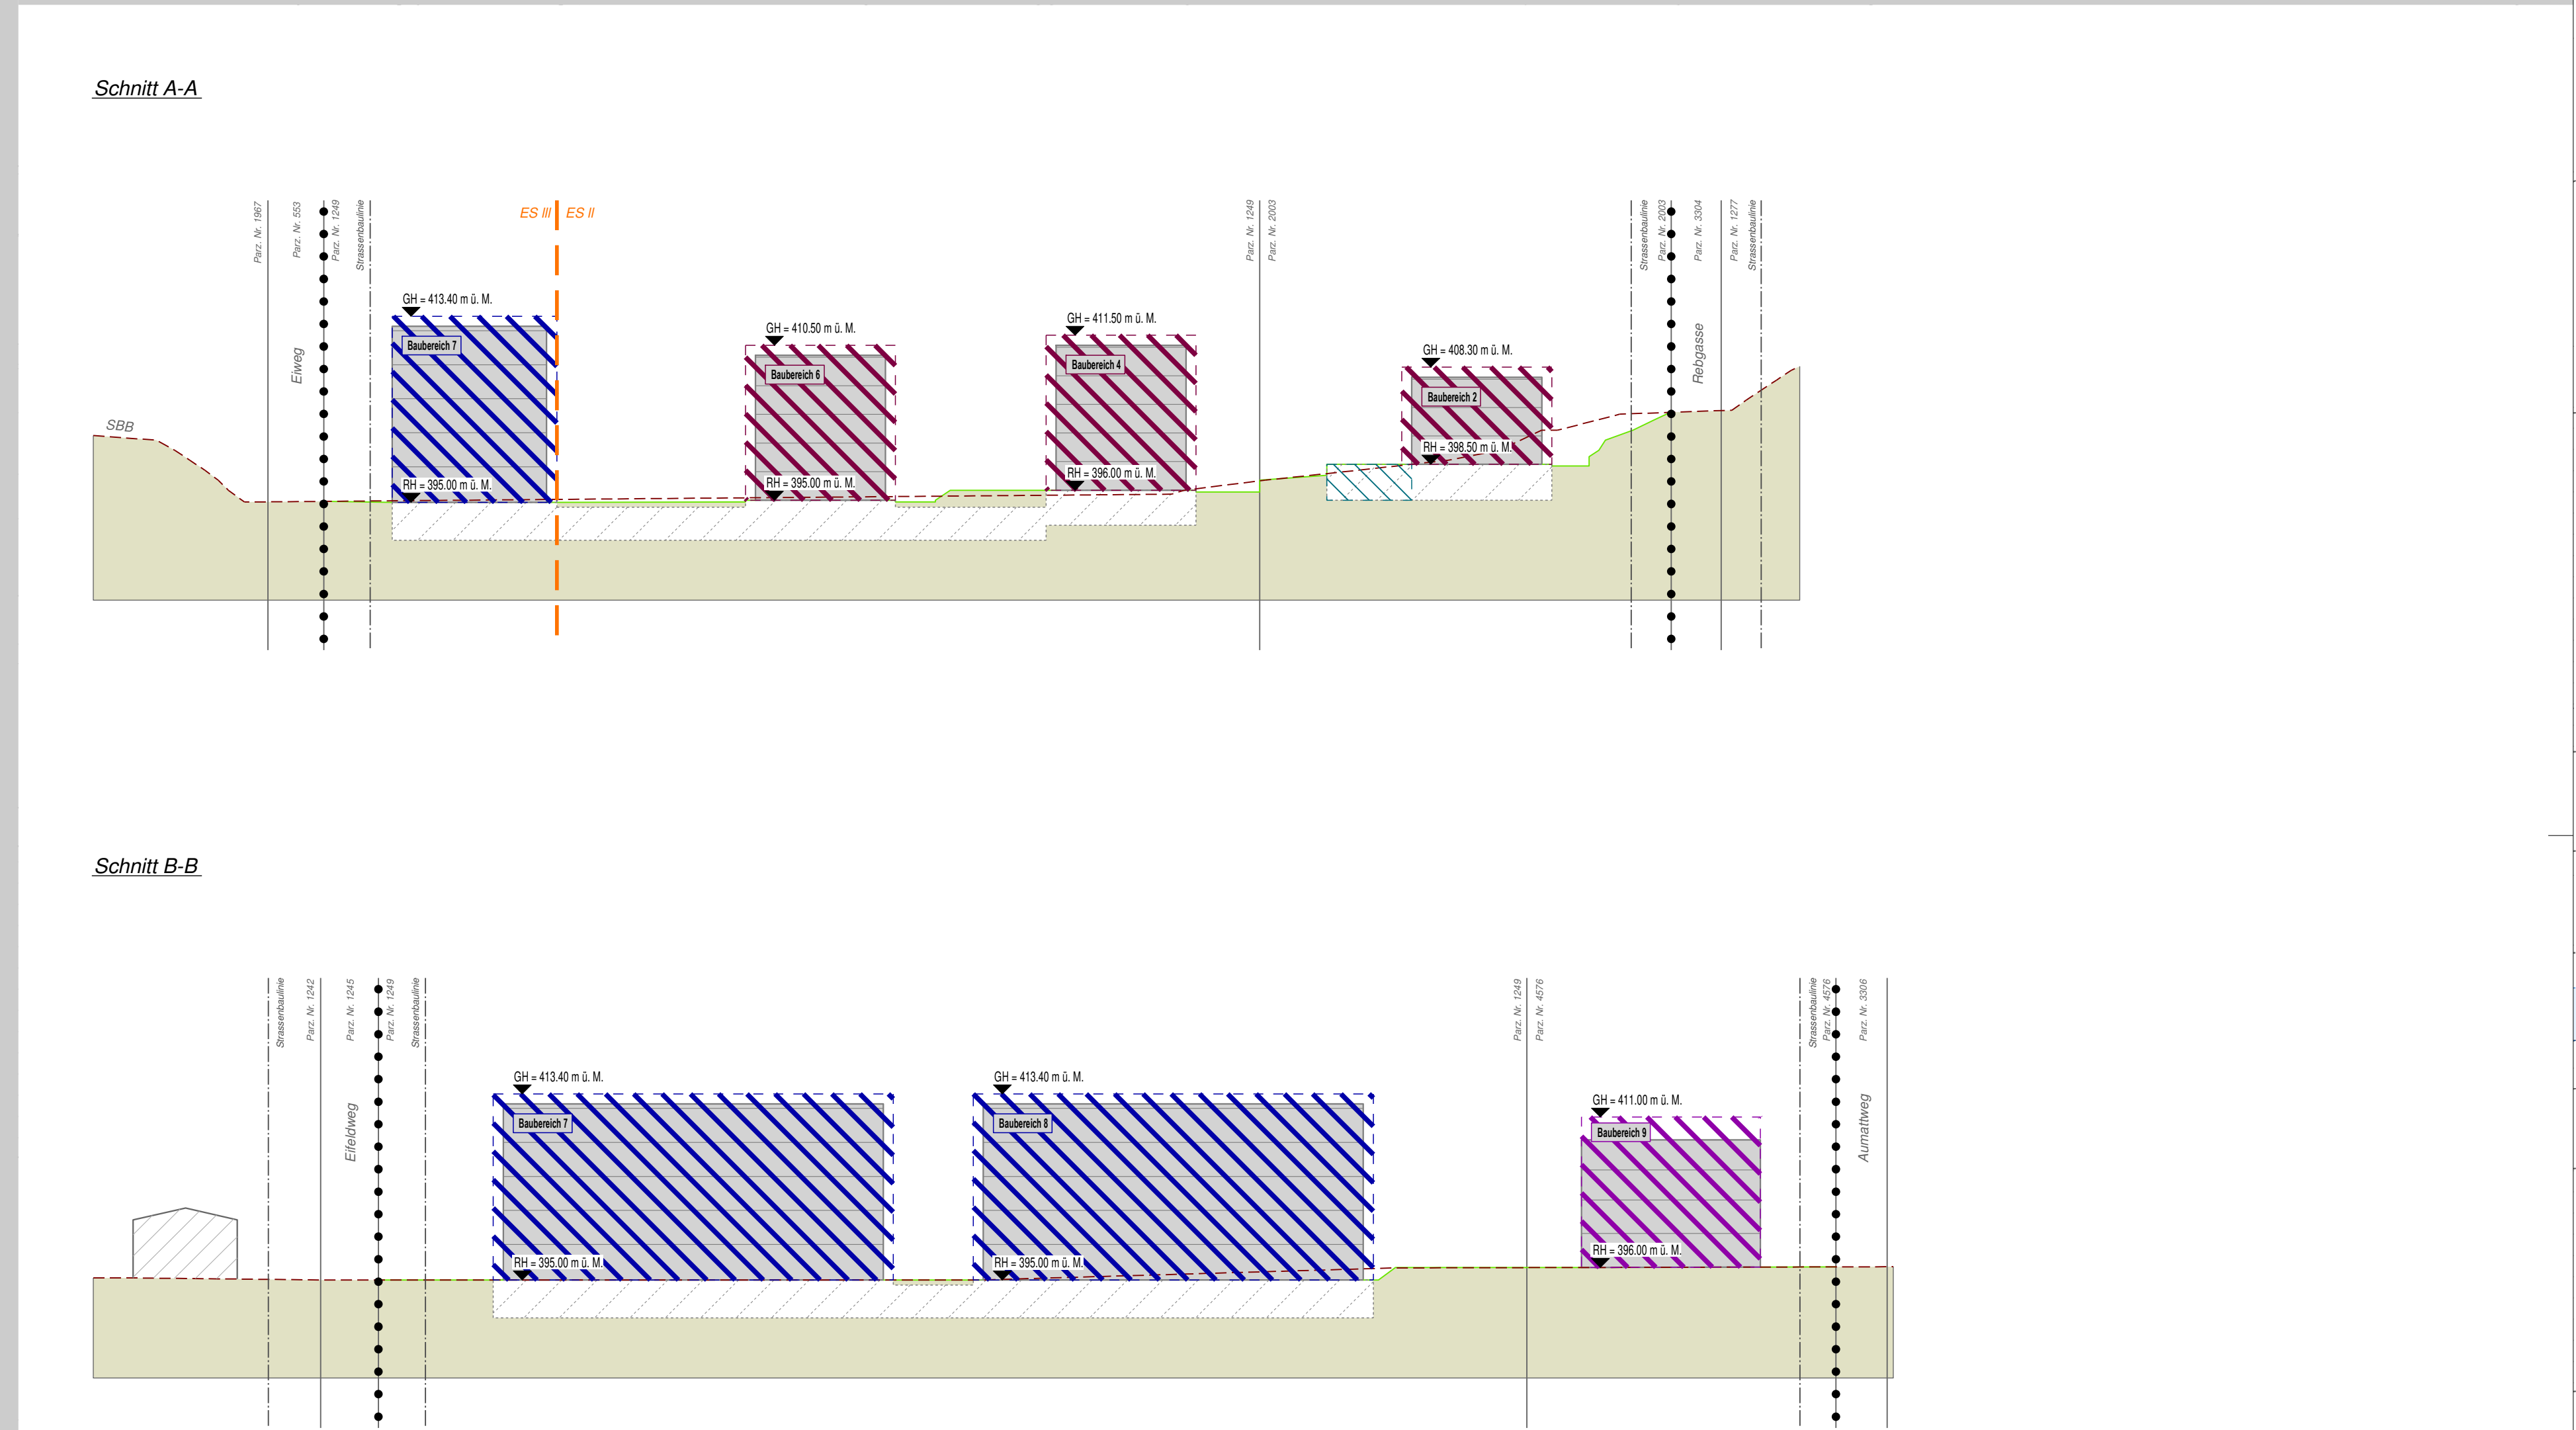 Schnitt A-A
Parz. Nr. 1967
Parz. Nr. 553
Parz. Nr. 1249
Strassenbaulinie
ES III
ES II
Parz. Nr. 1249
Parz. Nr. 2003
Strassenbaulinie
Parz. Nr. 2003
Parz. Nr. 3304
Parz. Nr. 1277
Strassenbaulinie
Eiweg
Rebgasse
SBB
GH = 413.40 m ü. M.
Baubereich 7
RH = 395.00 m ü. M.
GH = 410.50 m ü. M.
Baubereich 6
RH = 395.00 m ü. M.
GH = 411.50 m ü. M.
Baubereich 4
RH = 396.00 m ü. M.
GH = 408.30 m ü. M.
Baubereich 2
RH = 398.50 m ü. M.
Schnitt B-B
Strassenbaulinie
Parz. Nr. 1242
Parz. Nr. 1245
Parz. Nr. 1249
Strassenbaulinie
Parz. Nr. 1249
Parz. Nr. 4576
Strassenbaulinie
Parz. Nr. 4576
Parz. Nr. 3306
Eifeldweg
Aumattweg
GH = 413.40 m ü. M.
Baubereich 7
RH = 395.00 m ü. M.
GH = 413.40 m ü. M.
Baubereich 8
RH = 395.00 m ü. M.
GH = 411.00 m ü. M.
Baubereich 9
RH = 396.00 m ü. M.